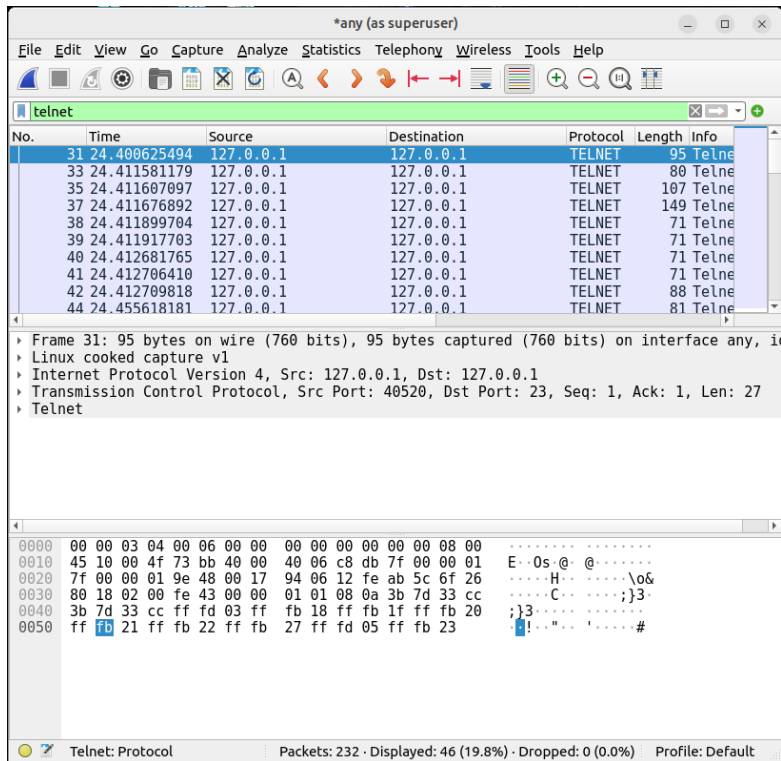 *any (as superuser)
File Edit View Go Capture Analyze Statistics Telephony Wireless Tools Help
telnet
No. Time Source Destination Protocol Length Info
31 24.400625494 127.0.0.1 127.0.0.1 TELNET 95 Telne
33 24.411581179 127.0.0.1 127.0.0.1 TELNET 80 Telne
35 24.411607097 127.0.0.1 127.0.0.1 TELNET 107 Telne
37 24.411676892 127.0.0.1 127.0.0.1 TELNET 149 Telne
38 24.411899704 127.0.0.1 127.0.0.1 TELNET 71 Telne
39 24.411917703 127.0.0.1 127.0.0.1 TELNET 71 Telne
40 24.412681765 127.0.0.1 127.0.0.1 TELNET 71 Telne
41 24.412706410 127.0.0.1 127.0.0.1 TELNET 71 Telne
42 24.412709818 127.0.0.1 127.0.0.1 TELNET 88 Telne
44 24.455618181 127.0.0.1 127.0.0.1 TELNET 81 Telne
Frame 31: 95 bytes on wire (760 bits), 95 bytes captured (760 bits) on interface any, i
Linux cooked capture v1
Internet Protocol Version 4, Src: 127.0.0.1, Dst: 127.0.0.1
Transmission Control Protocol, Src Port: 40520, Dst Port: 23, Seq: 1, Ack: 1, Len: 27
Telnet
0000 00 00 03 04 00 06 00 00 00 00 00 00 00 00 08 00 ········ ········
0010 45 10 00 4f 73 bb 40 00 40 06 c8 db 7f 00 00 01 E··Os·@· @·······
0020 7f 00 00 01 9e 48 00 17 94 06 12 fe ab 5c 6f 26 ·····H·· ·····\o&
0030 80 18 02 00 fe 43 00 00 01 01 08 0a 3b 7d 33 cc ·····C·· ····;}3·
0040 3b 7d 33 cc ff fd 03 ff fb 18 ff fb 1f ff fb 20 ;}3····· ·······
0050 ff fb 21 ff fb 22 ff fb 27 ff fd 05 ff fb 23 ··!··"·· '·····#
Telnet: Protocol Packets: 232 · Displayed: 46 (19.8%) · Dropped: 0 (0.0%) Profile: Default